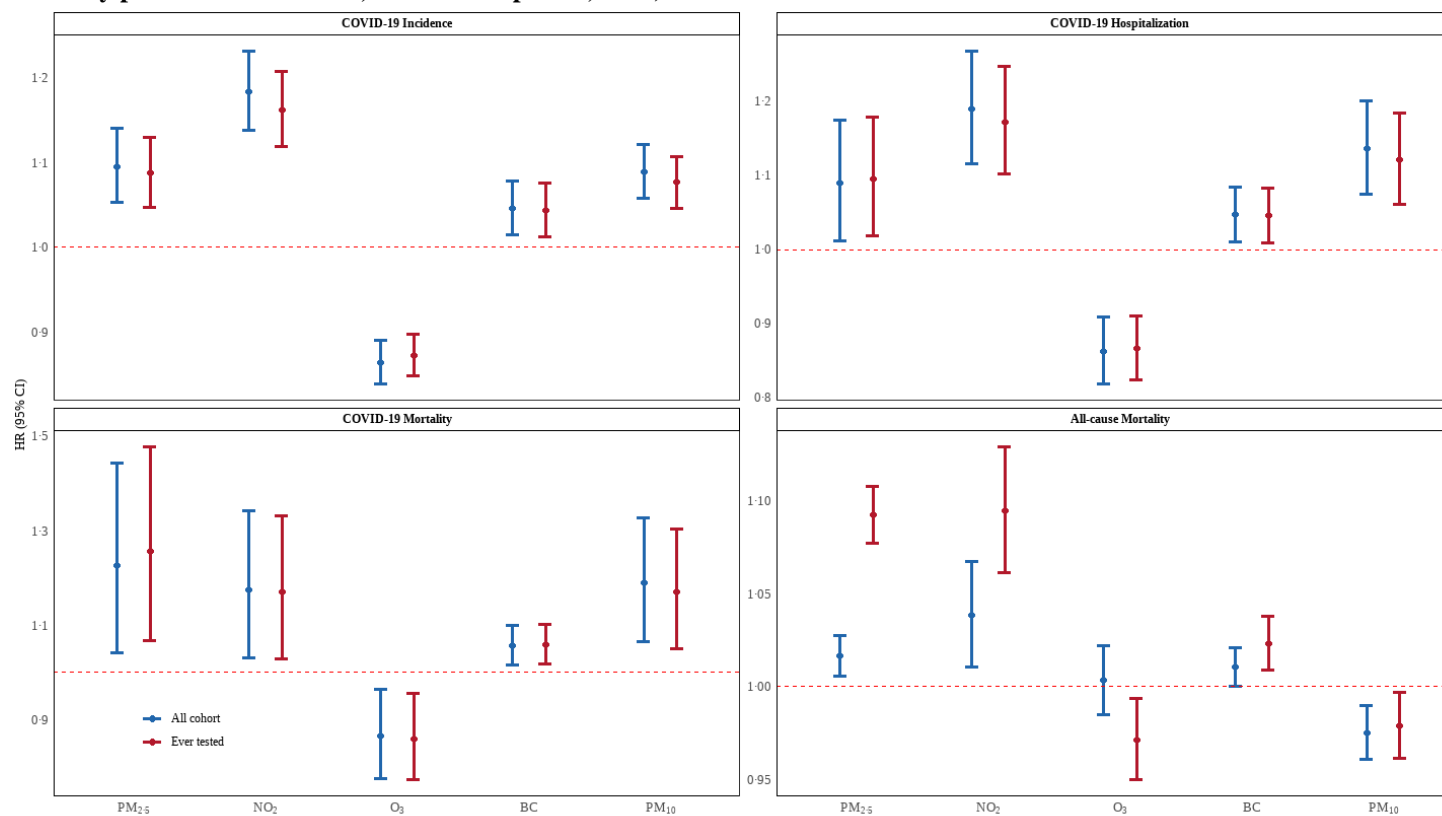 COVID-19 Incidence
COVID-19 Hospitalization
1·2
1·1
1·0
0·9
1·2
1·1
1·0
0·9
0·8
HR (95% CI)
COVID-19 Mortality
All-cause Mortality
1·5
1·3
1·1
0·9
1·10
1·05
1·00
0·95
All cohort
Ever tested
PM2·5 NO2 O3 BC PM10
PM2·5 NO2 O3 BC PM10